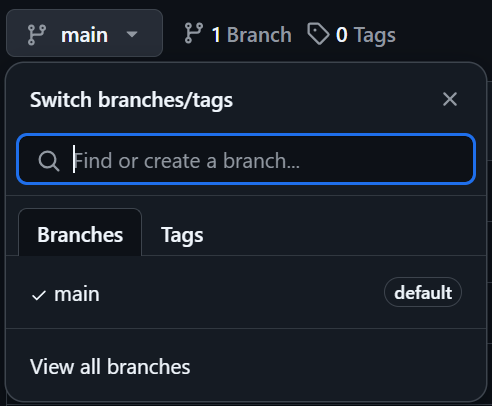 main 1 Branch 0 Tags
Switch branches/tags
Find or create a branch...
Branches Tags
main default
View all branches